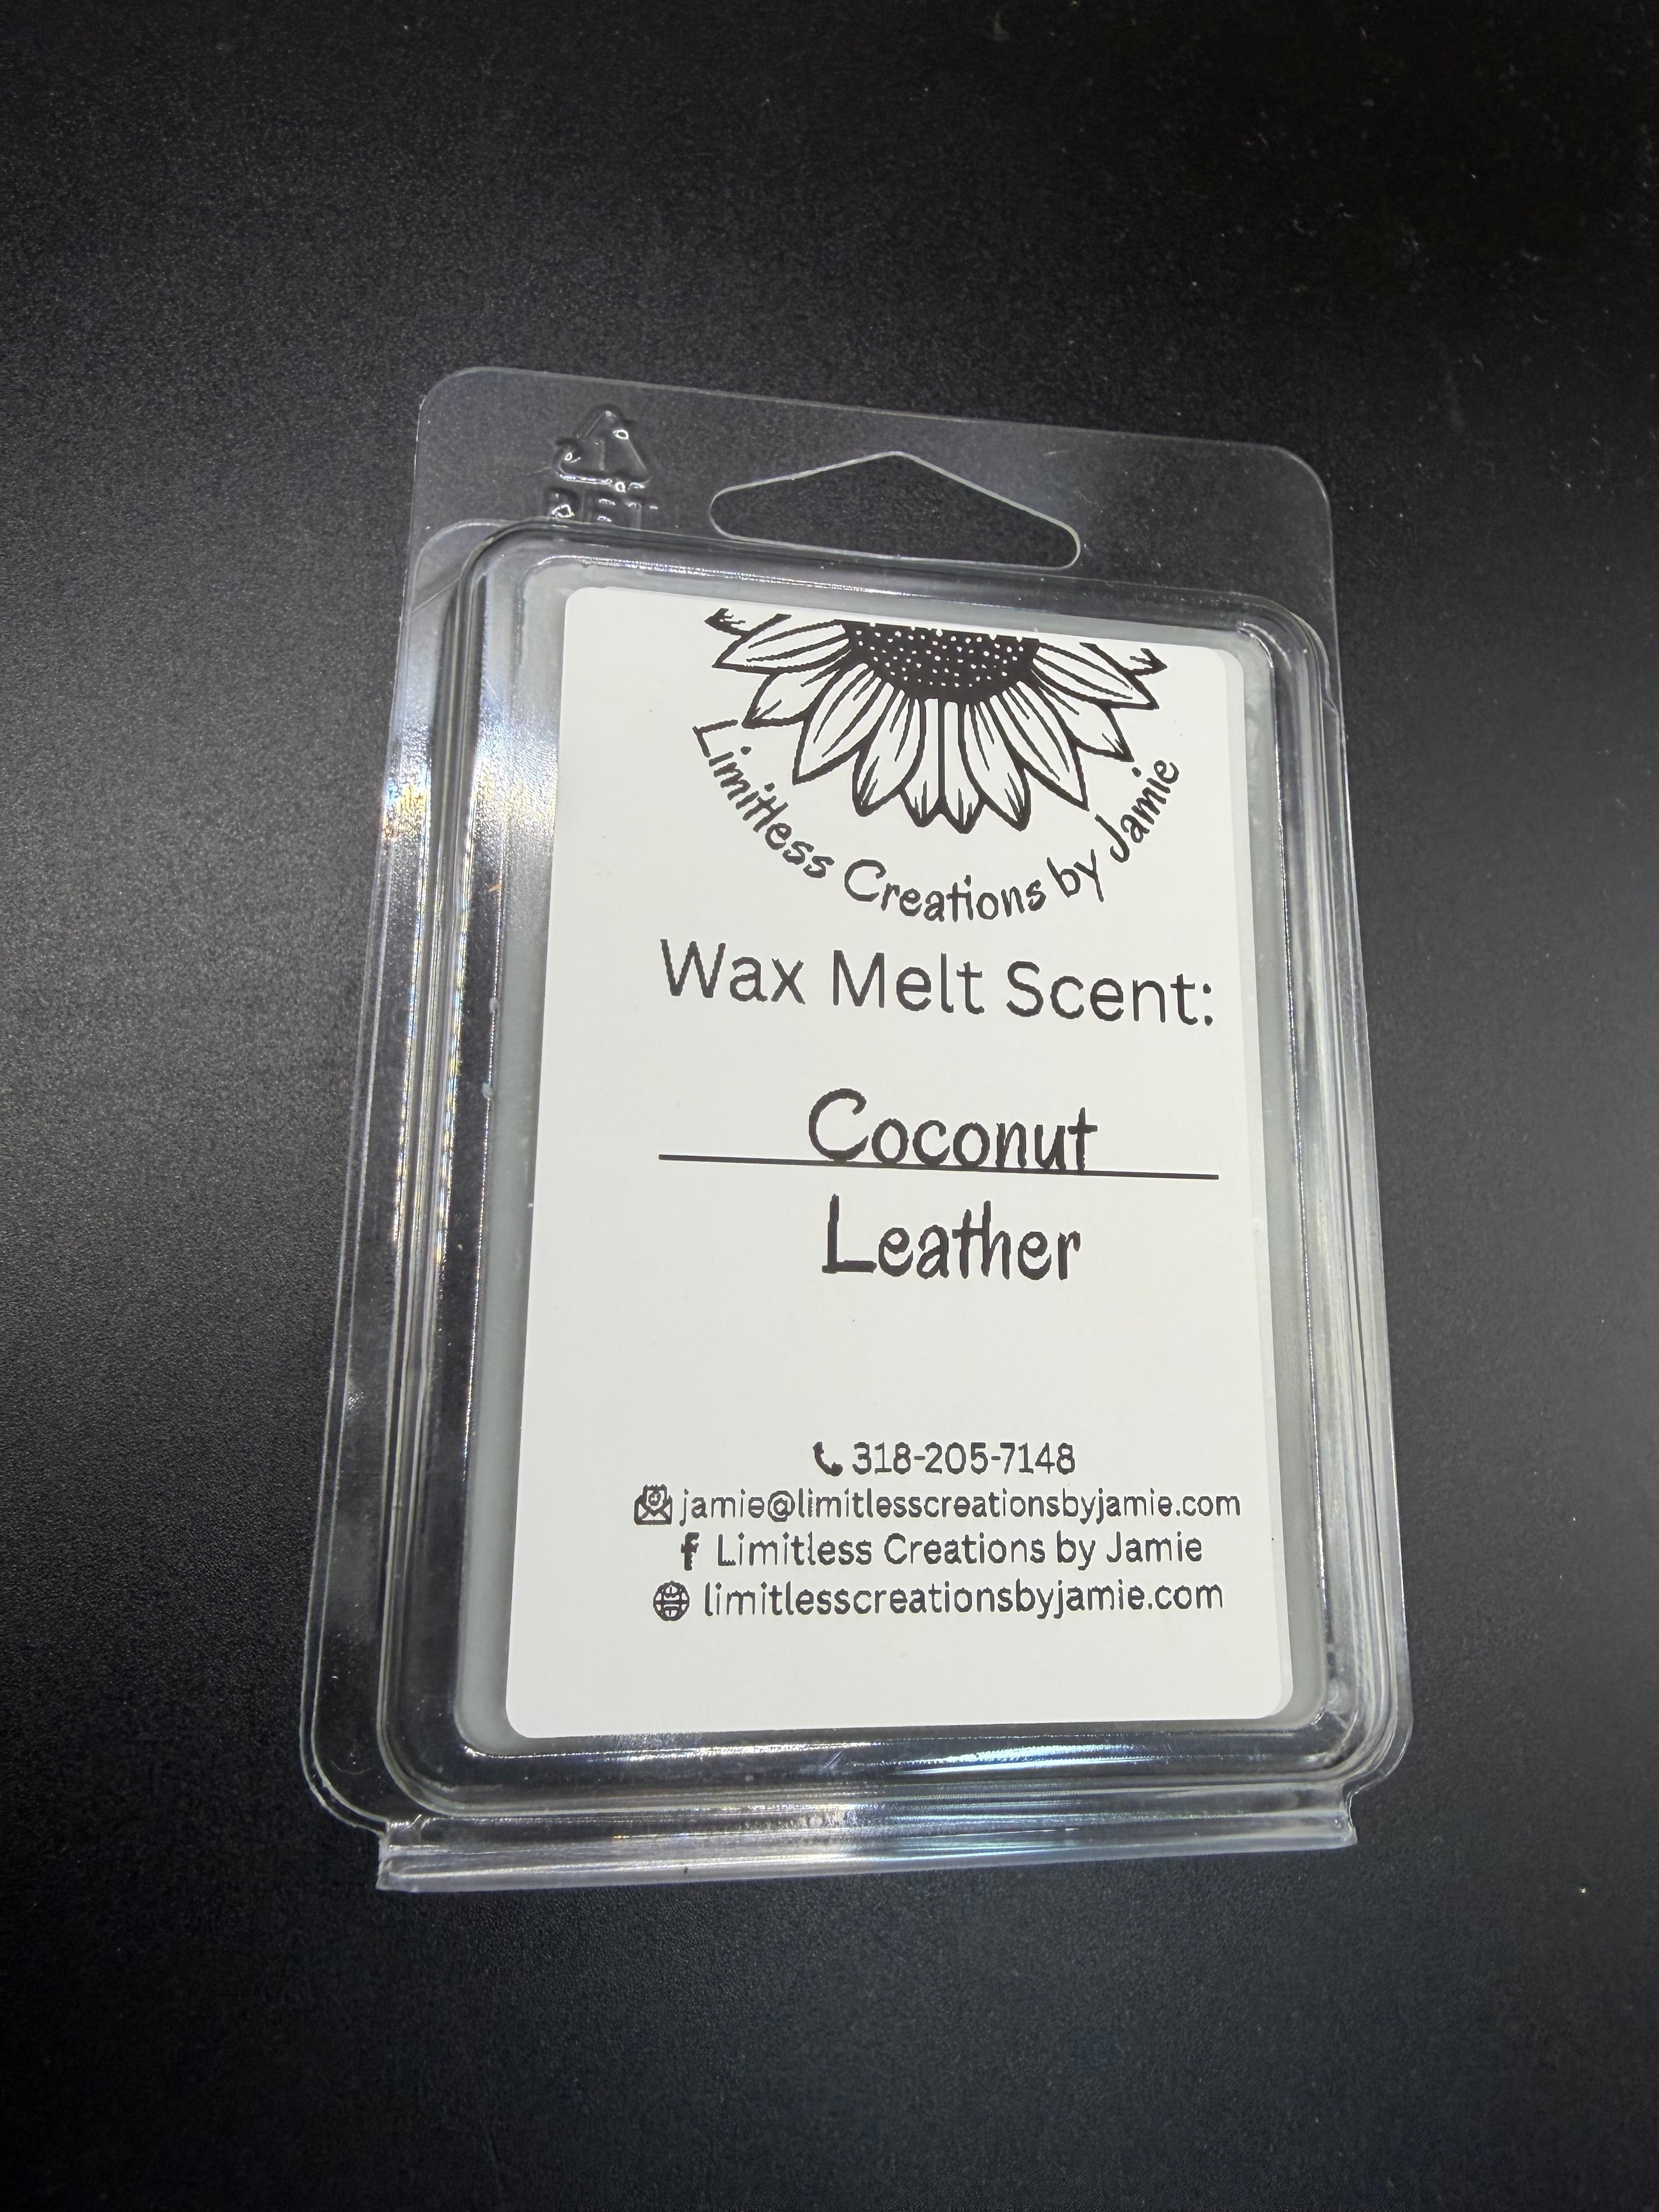 PET
Limitless Creations by Jamie
Wax Melt Scent:
Coconut
Leather
318-205-7148
jamie@limitlesscreationsbyjamie.com
f Limitless Creations by Jamie
limitlesscreationsbyjamie.com